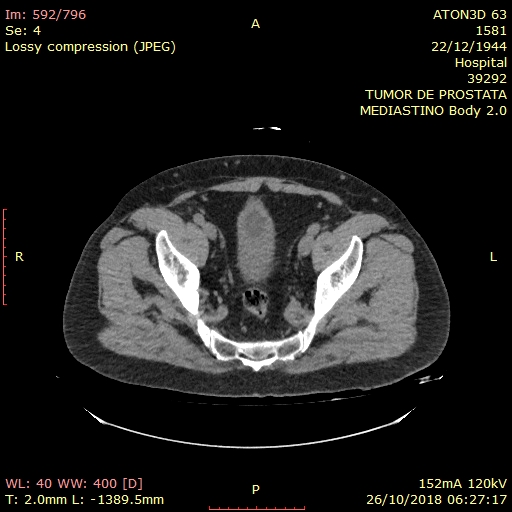 Im: 592/796
Se: 4
Lossy compression (JPEG)
A
ATON3D 63
1581
22/12/1944
Hospital
39292
TUMOR DE PROSTATA
MEDIASTINO Body 2.0
R
L
WL: 40 WW: 400 [D]
T: 2.0mm L: -1389.5mm
P
152mA 120kV
26/10/2018 06:27:17